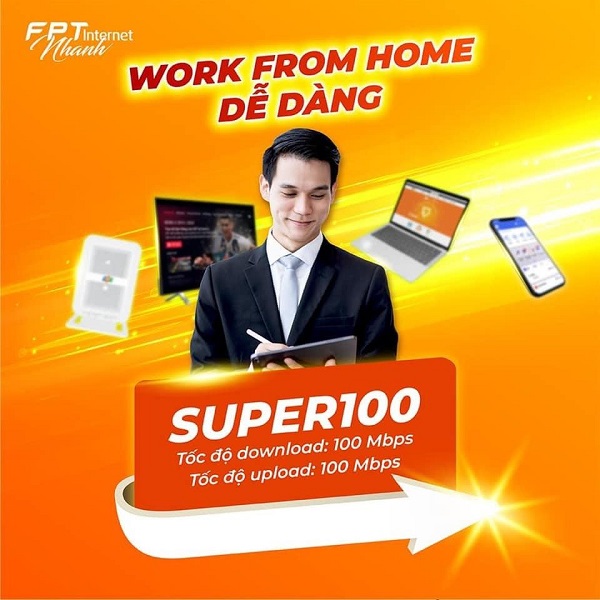 FPT Internet
Nhanh
WORK FROM HOME
DỄ DÀNG
SUPER100
Tốc độ download: 100 Mbps
Tốc độ upload: 100 Mbps